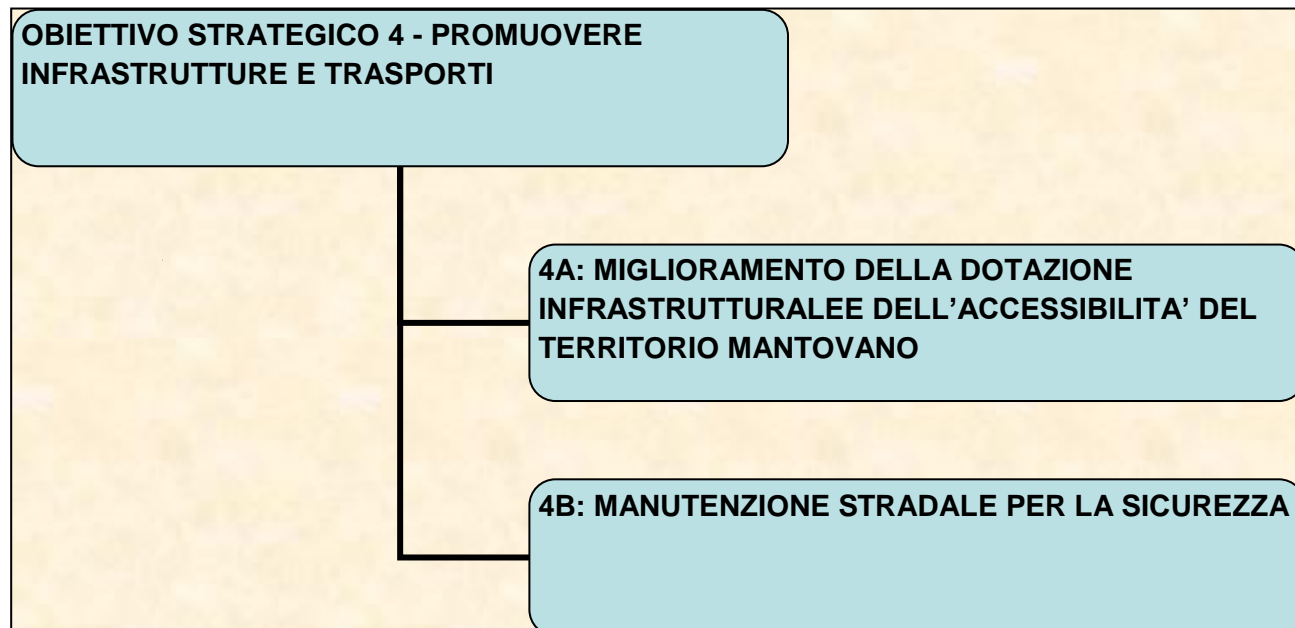 OBIETTIVO STRATEGICO 4 - PROMUOVERE
INFRASTRUTTURE E TRASPORTI
4A: MIGLIORAMENTO DELLA DOTAZIONE
INFRASTRUTTURALEE DELL’ACCESSIBILITA’ DEL
TERRITORIO MANTOVANO
4B: MANUTENZIONE STRADALE PER LA SICUREZZA